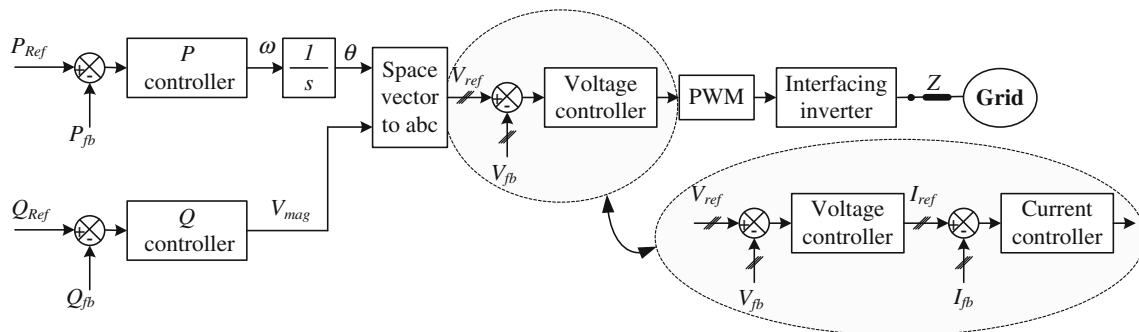 P_Ref
+
-
P_fb
P
controller
ω
1
s
θ
Space
vector
to abc
V_ref
+
-
V_fb
Voltage
controller
PWM
Interfacing
inverter
Z
Grid
Q_Ref
+
-
Q_fb
Q
controller
V_mag
V_ref
+
-
V_fb
Voltage
controller
I_ref
+
-
I_fb
Current
controller